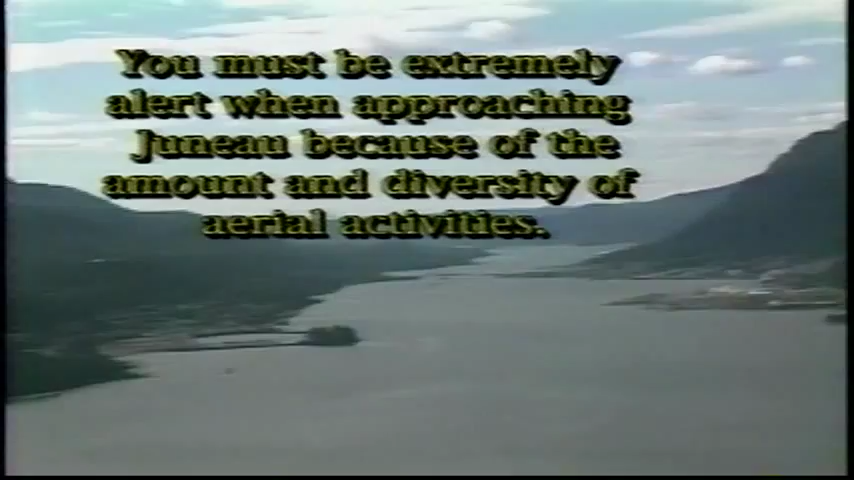 You must be extremely
alert when approaching
Juneau because of the
amount and diversity of
aerial activities.